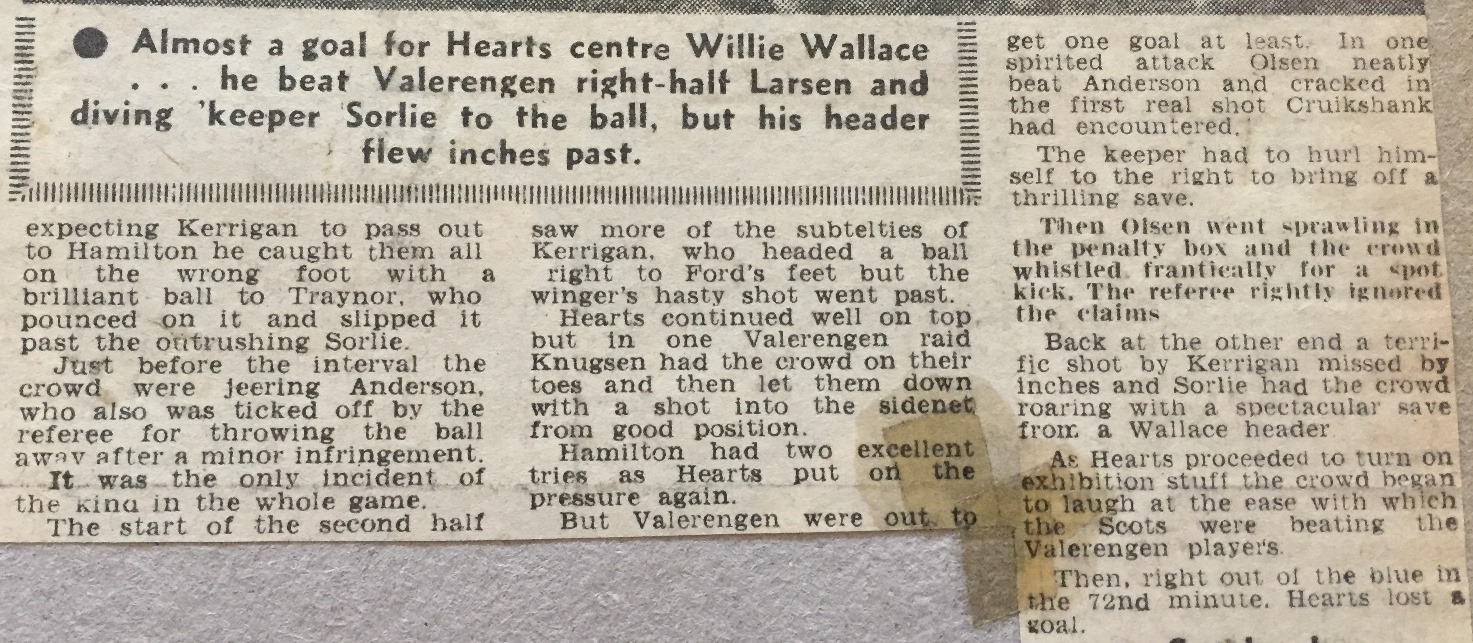 ● Almost a goal for Hearts centre Willie Wallace
. . . he beat Valerengen right-half Larsen and
diving 'keeper Sorlie to the ball, but his header
flew inches past.
expecting Kerrigan to pass out
to Hamilton he caught them all
on the wrong foot with a
brilliant ball to Traynor, who
pounced on it and slipped it
past the outrushing Sorlie.
Just before the interval the
crowd were jeering Anderson,
who also was ticked off by the
referee for throwing the ball
away after a minor infringement.
It was the only incident of
the kind in the whole game.
The start of the second half
saw more of the subtelties of
Kerrigan, who headed a ball
right to Ford's feet but the
winger's hasty shot went past.
Hearts continued well on top
but in one Valerengen raid
Knugsen had the crowd on their
toes and then let them down
with a shot into the sidenet
from good position.
Hamilton had two excellent
tries as Hearts put on the
pressure again.
But Valerengen were out to
get one goal at least. In one
spirited attack Olsen neatly
beat Anderson and cracked in
the first real shot Cruikshank
had encountered.
The keeper had to hurl him-
self to the right to bring off a
thrilling save.
Then Olsen went sprawling in
the penalty box and the crowd
whistled frantically for a spot
kick. The referee rightly ignored
the claims
Back at the other end a terri-
fic shot by Kerrigan missed by
inches and Sorlie had the crowd
roaring with a spectacular save
from a Wallace header
As Hearts proceeded to turn on
exhibition stuff the crowd began
to laugh at the ease with which
the Scots were beating the
Valerengen players.
Then, right out of the blue in
the 72nd minute, Hearts lost a
goal.